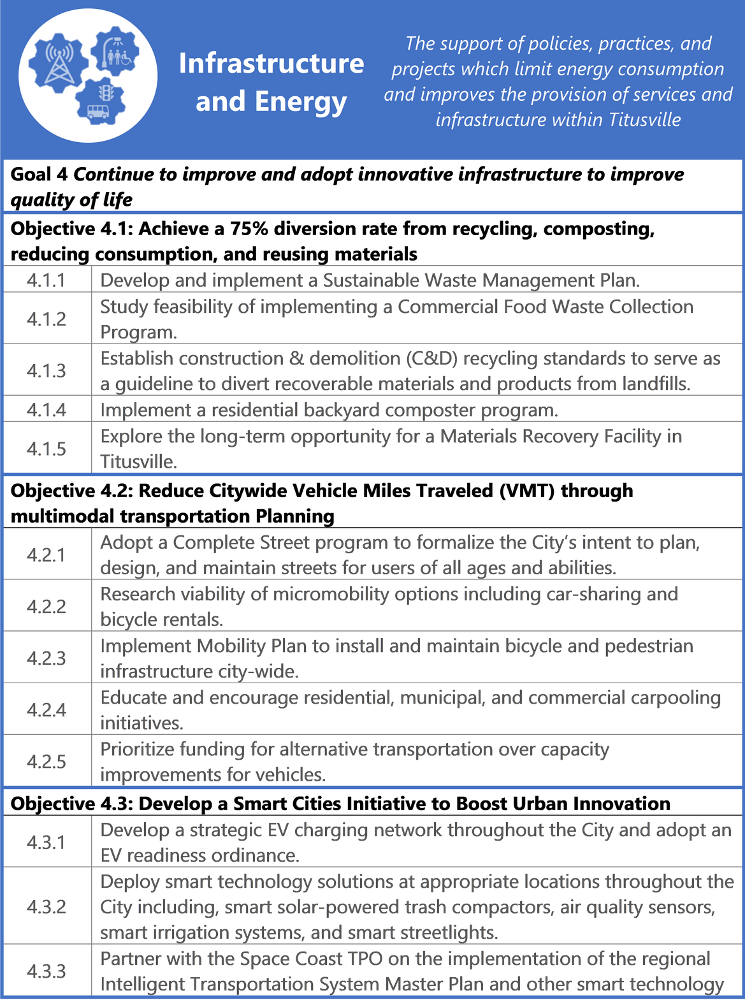 Infrastructure
and Energy
The support of policies, practices, and
projects which limit energy consumption
and improves the provision of services and
infrastructure within Titusville
Goal 4 Continue to improve and adopt innovative infrastructure to improve
quality of life
Objective 4.1: Achieve a 75% diversion rate from recycling, composting,
reducing consumption, and reusing materials
4.1.1 Develop and implement a Sustainable Waste Management Plan.
4.1.2 Study feasibility of implementing a Commercial Food Waste Collection
Program.
4.1.3 Establish construction & demolition (C&D) recycling standards to serve as
a guideline to divert recoverable materials and products from landfills.
4.1.4 Implement a residential backyard composter program.
4.1.5 Explore the long-term opportunity for a Materials Recovery Facility in
Titusville.
Objective 4.2: Reduce Citywide Vehicle Miles Traveled (VMT) through
multimodal transportation Planning
4.2.1 Adopt a Complete Street program to formalize the City's intent to plan,
design, and maintain streets for users of all ages and abilities.
4.2.2 Research viability of micromobility options including car-sharing and
bicycle rentals.
4.2.3 Implement Mobility Plan to install and maintain bicycle and pedestrian
infrastructure city-wide.
4.2.4 Educate and encourage residential, municipal, and commercial carpooling
initiatives.
4.2.5 Prioritize funding for alternative transportation over capacity
improvements for vehicles.
Objective 4.3: Develop a Smart Cities Initiative to Boost Urban Innovation
4.3.1 Develop a strategic EV charging network throughout the City and adopt an
EV readiness ordinance.
4.3.2 Deploy smart technology solutions at appropriate locations throughout the
City including, smart solar-powered trash compactors, air quality sensors,
smart irrigation systems, and smart streetlights.
4.3.3 Partner with the Space Coast TPO on the implementation of the regional
Intelligent Transportation System Master Plan and other smart technology